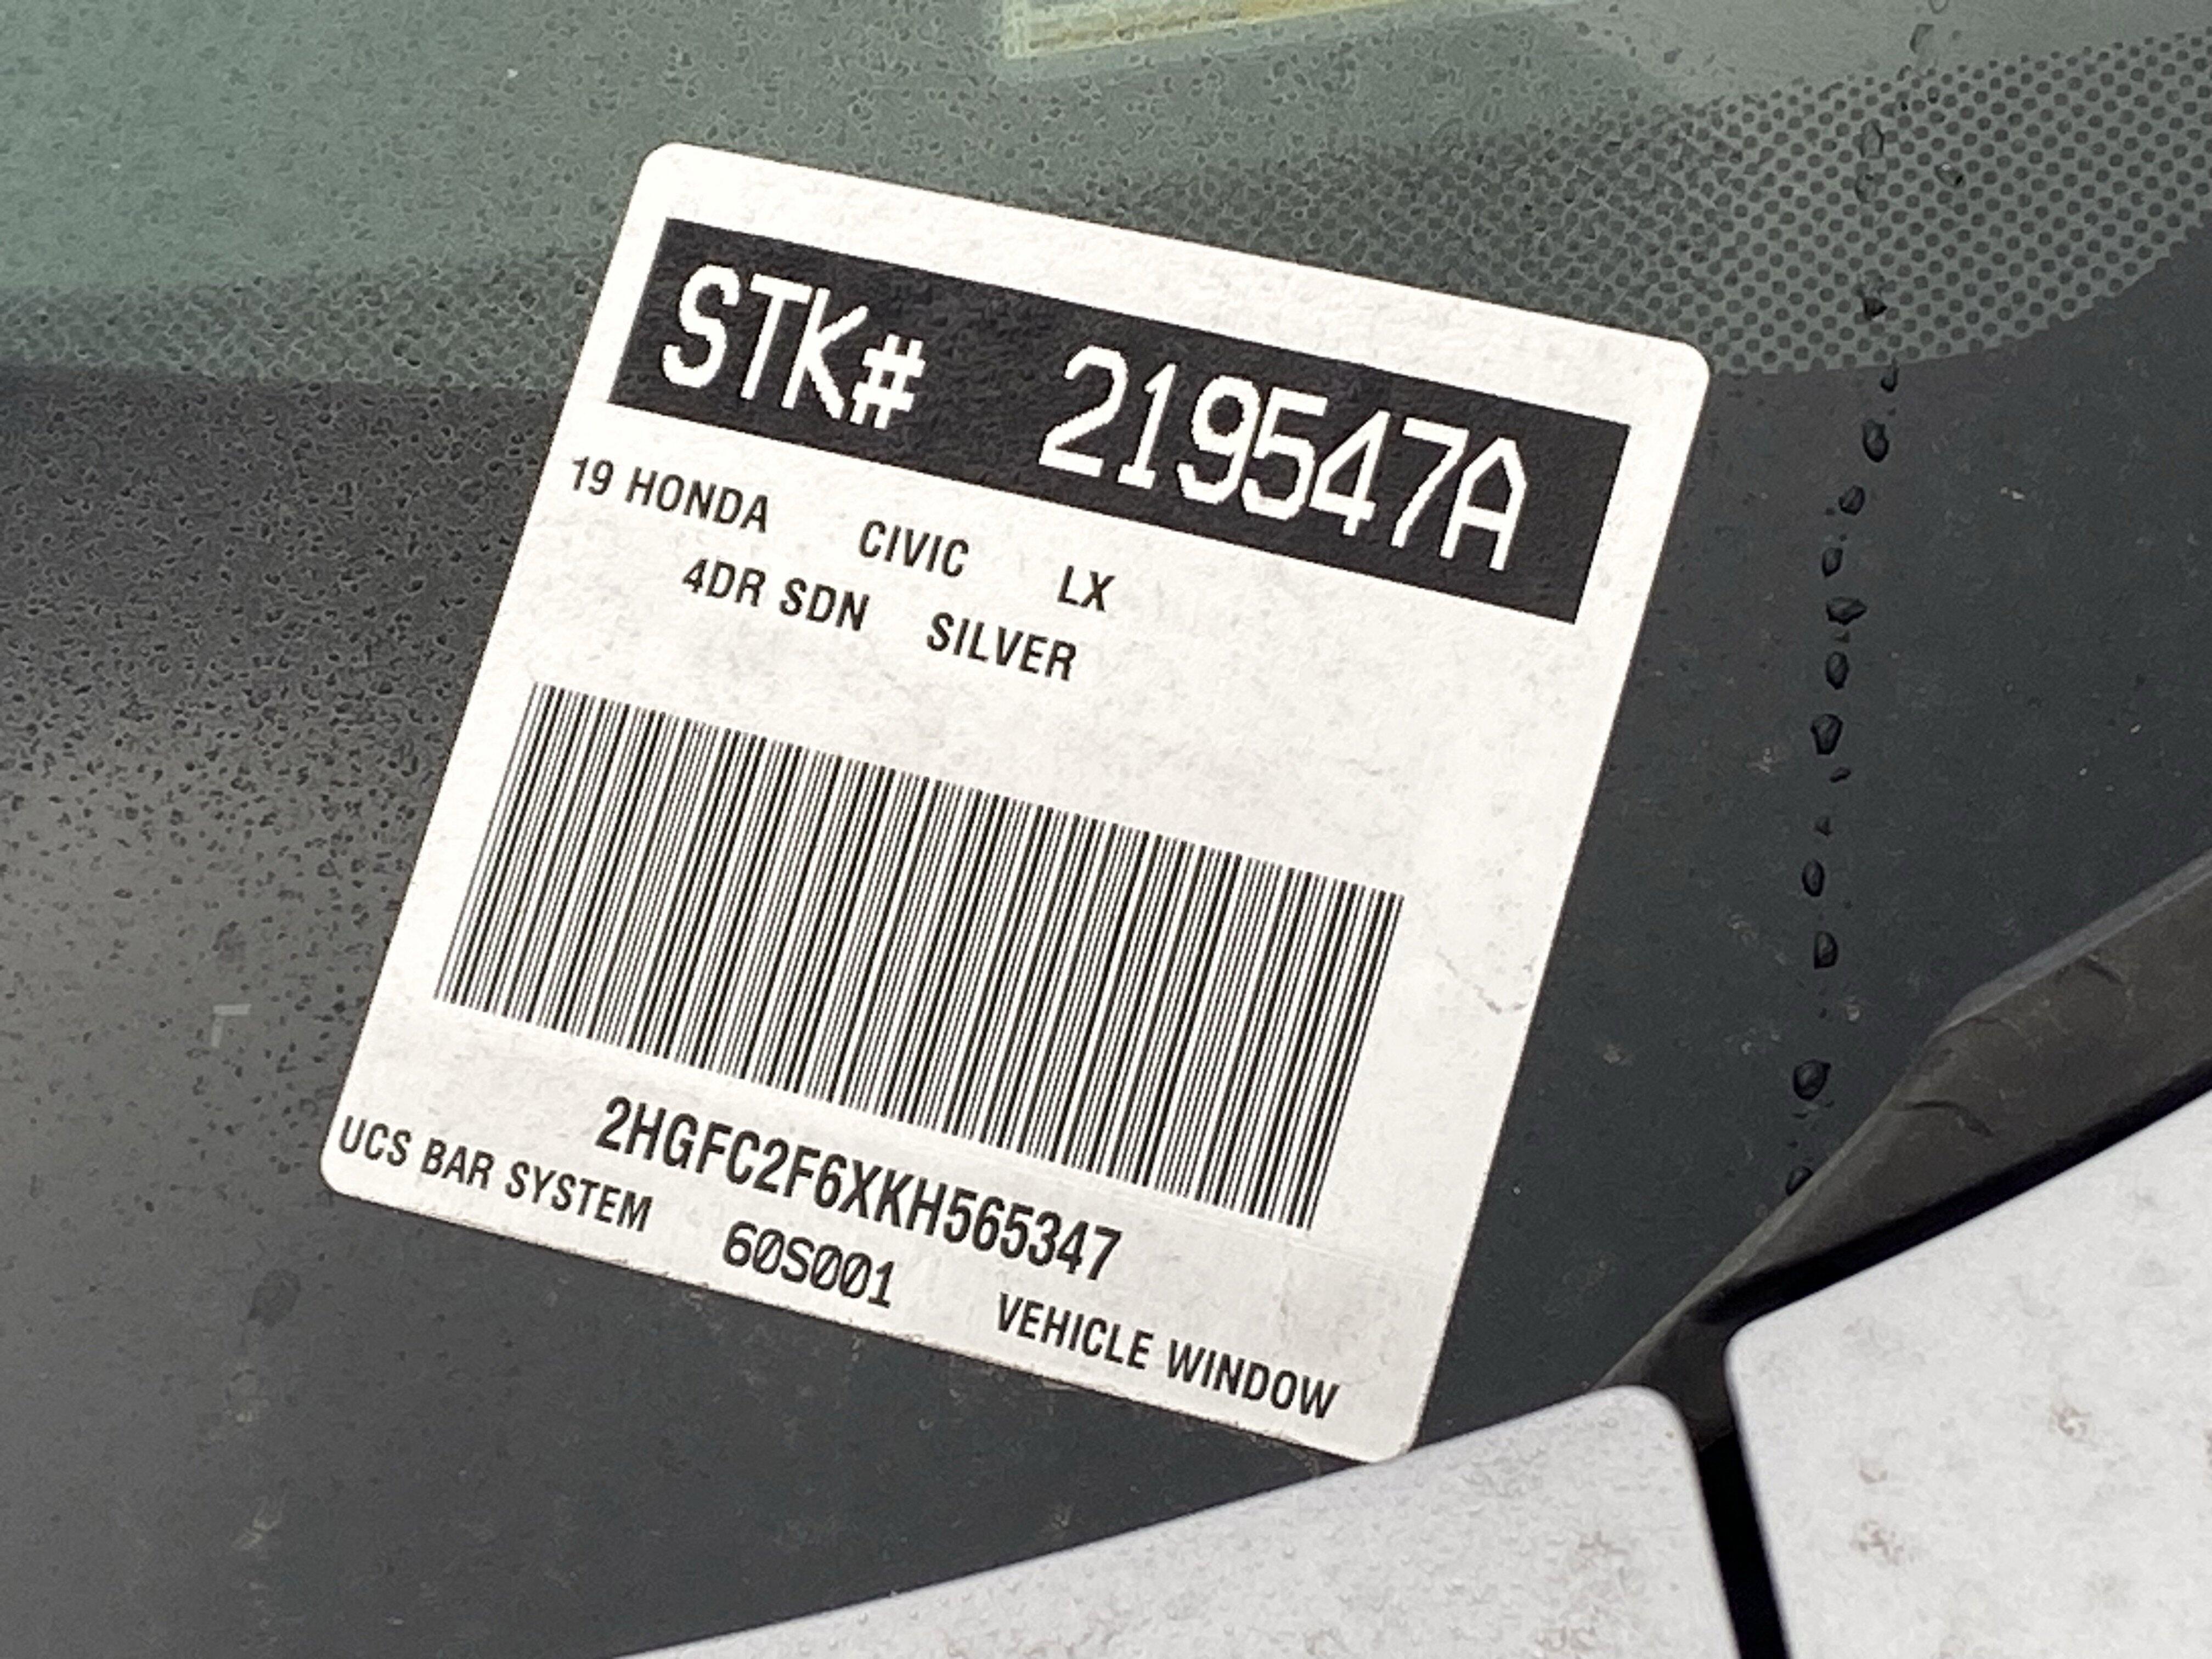 STK# 219547A
19 HONDA CIVIC LX
4DR SDN SILVER
2HGFC2F6XKH565347
UCS BAR SYSTEM 60S001 VEHICLE WINDOW